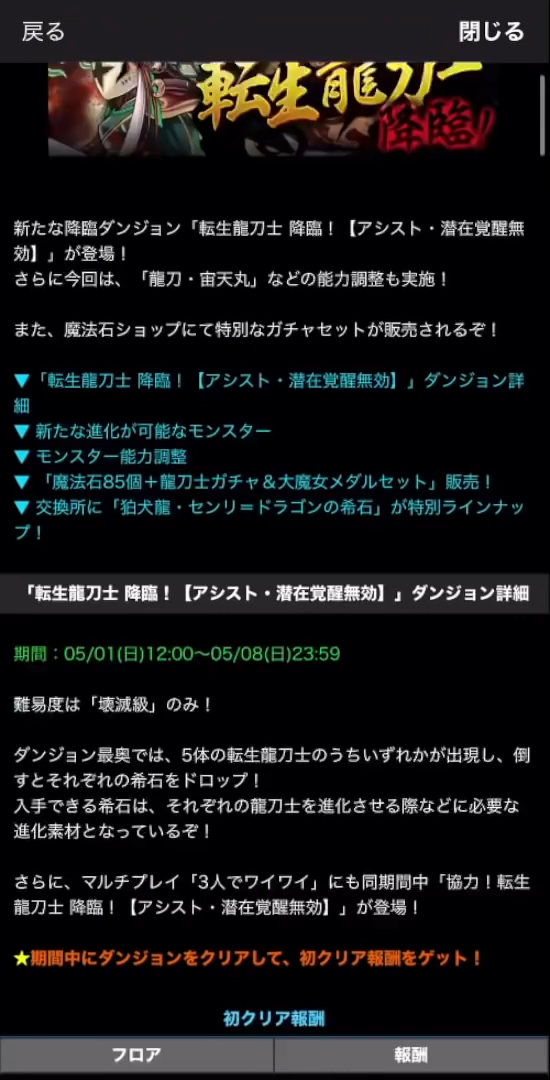 戻る
閉じる
転生龍刀士
降臨!
新たな降臨ダンジョン「転生龍刀士 降臨！【アシスト・潜在覚醒無
効】」が登場！
さらに今回は、「龍刀・宙天丸」などの能力調整も実施！
また、魔法石ショップにて特別なガチャセットが販売されるぞ！
▼「転生龍刀士 降臨！【アシスト・潜在覚醒無効】」ダンジョン詳
細
▼ 新たな進化が可能なモンスター
▼ モンスター能力調整
▼ 「魔法石85個＋龍刀士ガチャ＆大魔女メダルセット」販売！
▼ 交換所に「狛犬龍・センリ＝ドラゴンの希石」が特別ラインナッ
プ！
「転生龍刀士 降臨！【アシスト・潜在覚醒無効】」ダンジョン詳細
期間：05/01(日)12:00〜05/08(日)23:59
難易度は「壊滅級」のみ！
ダンジョン最奥では、5体の転生龍刀士のうちいずれかが出現し、倒
すとそれぞれの希石をドロップ！
入手できる希石は、それぞれの龍刀士を進化させる際などに必要な
進化素材となっているぞ！
さらに、マルチプレイ「3人でワイワイ」にも同期間中「協力！転生
龍刀士 降臨！【アシスト・潜在覚醒無効】」が登場！
★期間中にダンジョンをクリアして、初クリア報酬をゲット！
初クリア報酬
フロア
報酬